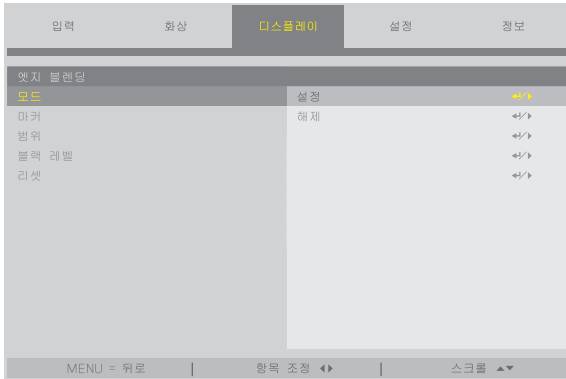 입력 화상 디스플레이 설정 정보
엣지 블렌딩
모드 설정
마커 해제
범위
블랙 레벨
리셋
MENU = 뒤로 | 항목 조정 | 스크롤